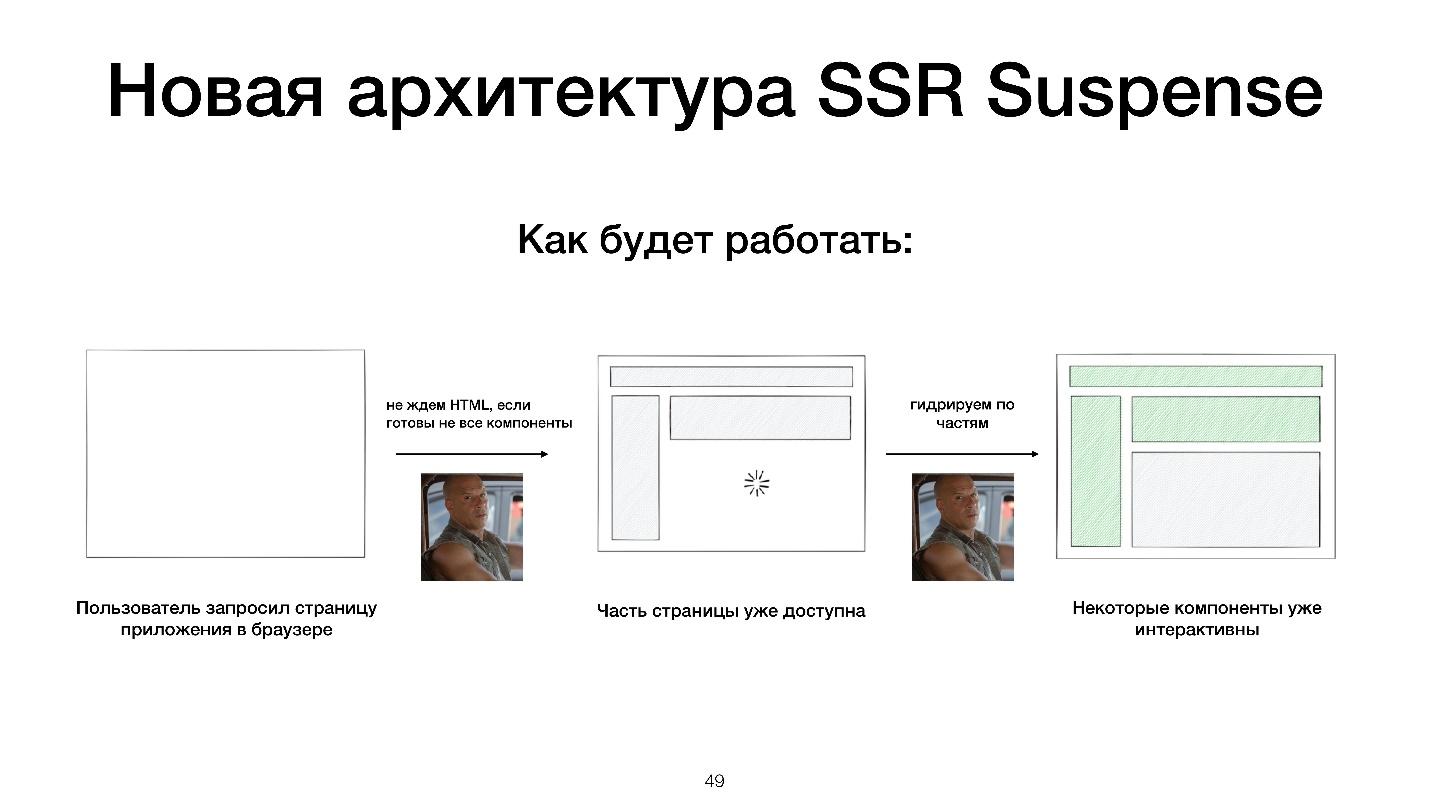 Новая архитектура SSR Suspense
Как будет работать:
не ждем HTML, если
готовы не все компоненты
гидрируем по
частям
Пользователь запросил страницу
приложения в браузере
Часть страницы уже доступна
Некоторые компоненты уже
интерактивны
49